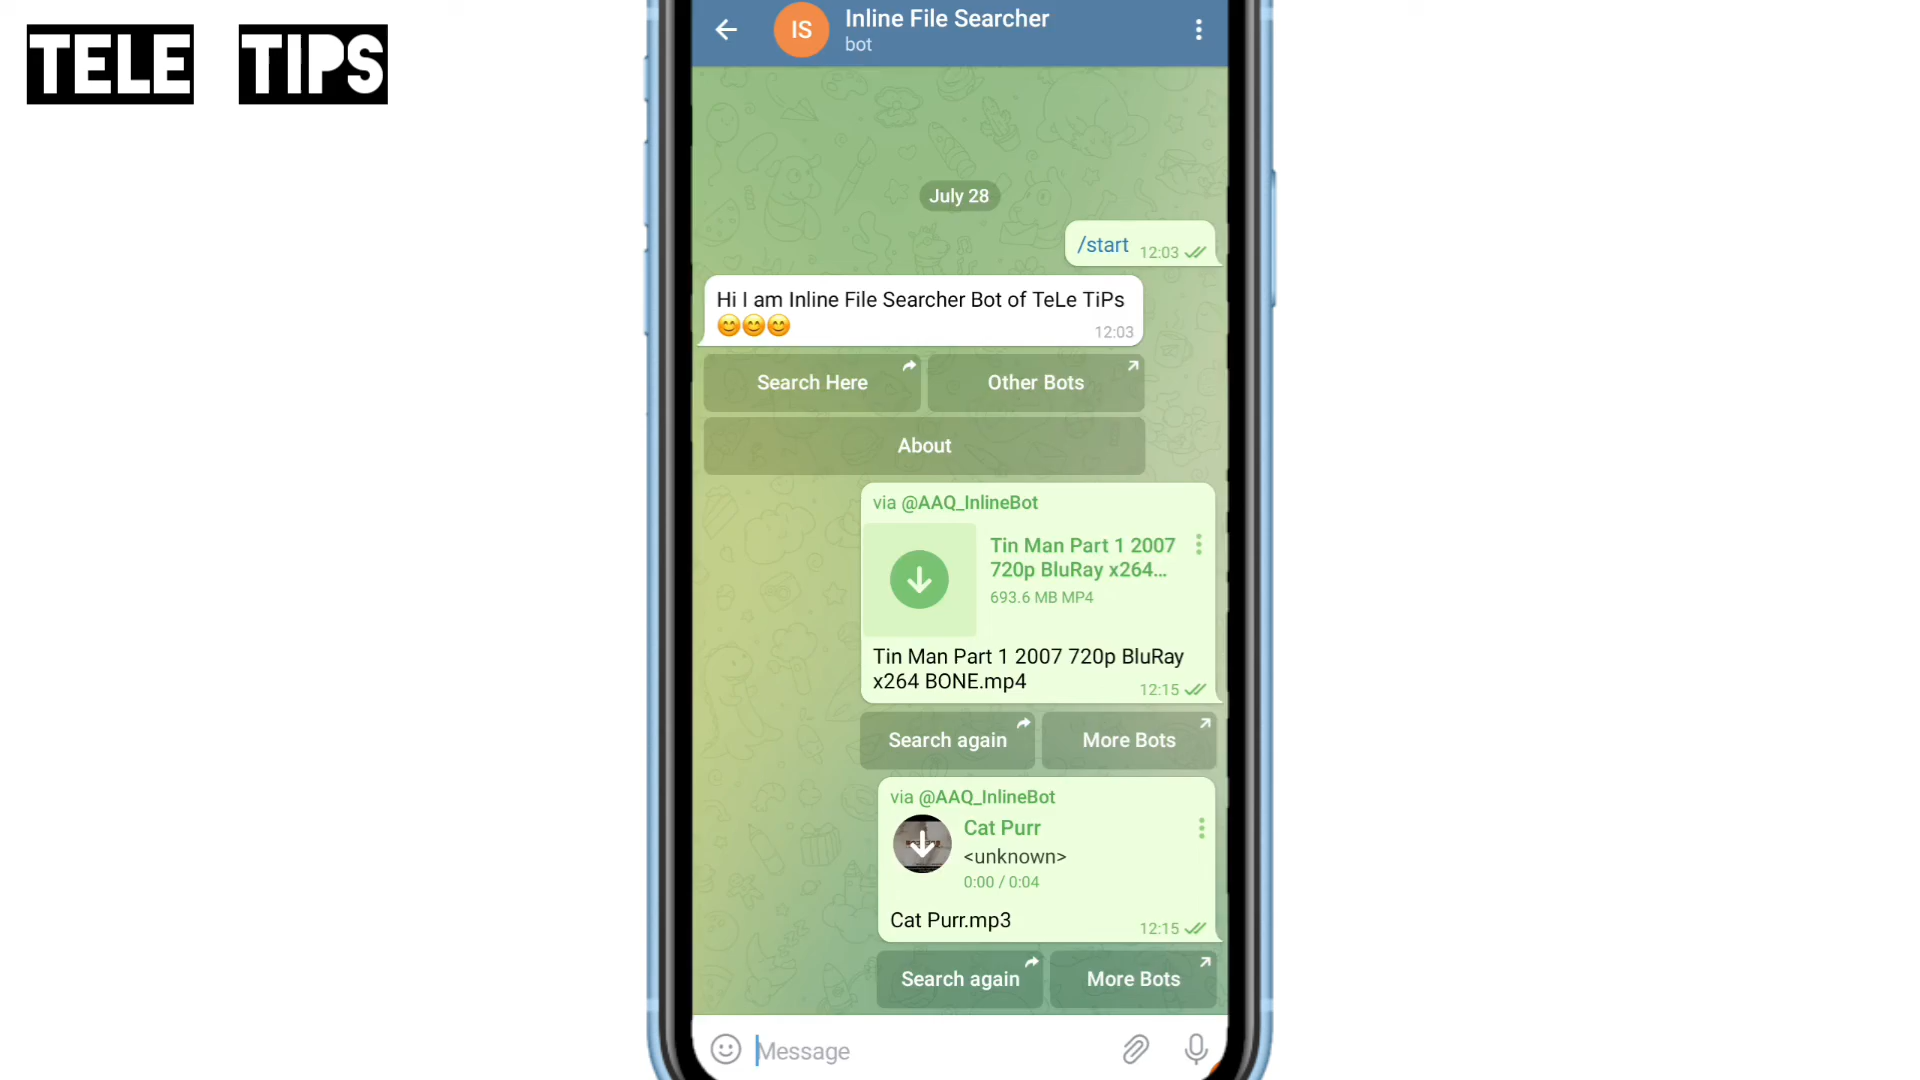 TELE TIPS
IS
Inline File Searcher
bot
July 28
/start 12:03
Hi I am Inline File Searcher Bot of TeLe TiPs
😊😊😊 12:03
Search Here
Other Bots
About
via @AAQ_InlineBot
Tin Man Part 1 2007
720p BluRay x264...
693.6 MB MP4
Tin Man Part 1 2007 720p BluRay
x264 BONE.mp4 12:15
Search again
More Bots
via @AAQ_InlineBot
Cat Purr
<unknown>
0:00 / 0:04
Cat Purr.mp3 12:15
Search again
More Bots
Message